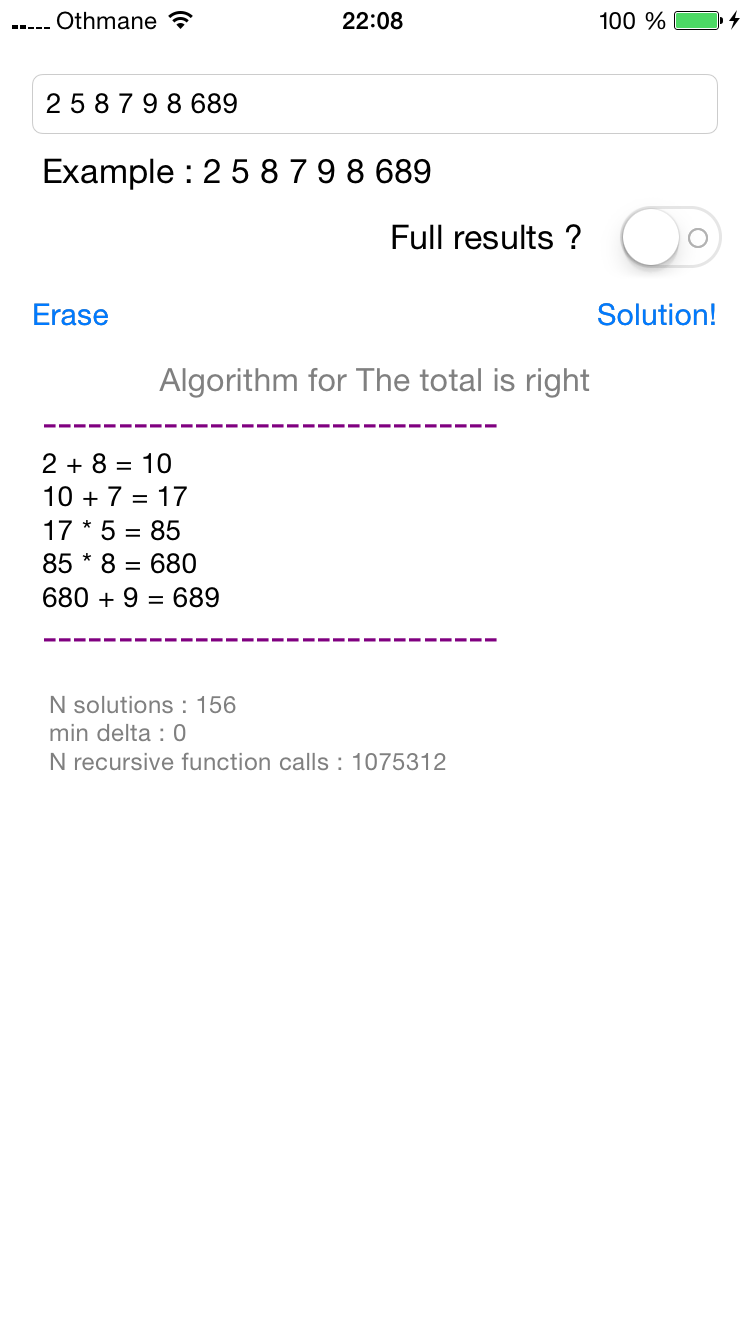 Othmane 22:08 100 %
2 5 8 7 9 8 689
Example : 2 5 8 7 9 8 689
Full results ?
Erase Solution!
Algorithm for The total is right
------------------------------
2 + 8 = 10
10 + 7 = 17
17 * 5 = 85
85 * 8 = 680
680 + 9 = 689
------------------------------
N solutions : 156
min delta : 0
N recursive function calls : 1075312